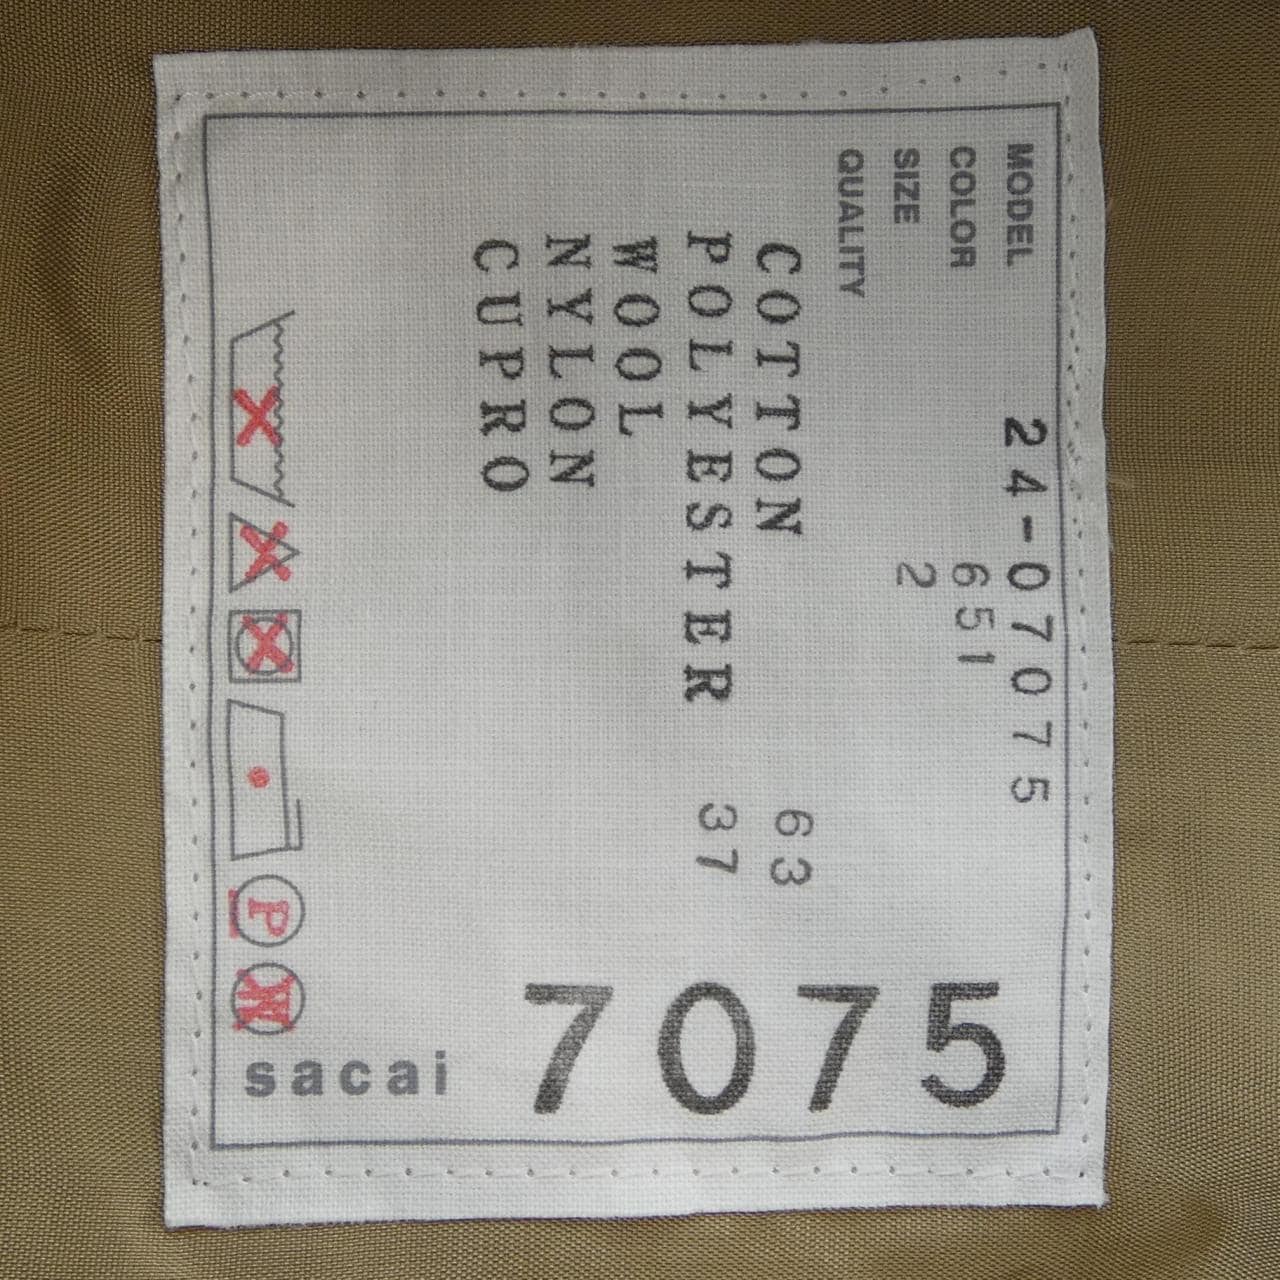 MODEL 24-07075
COLOR 651
SIZE 2
QUALITY
COTTON 63
POLYESTER 37
WOOL
NYLON
CUPRO
P
W
7075
sacai